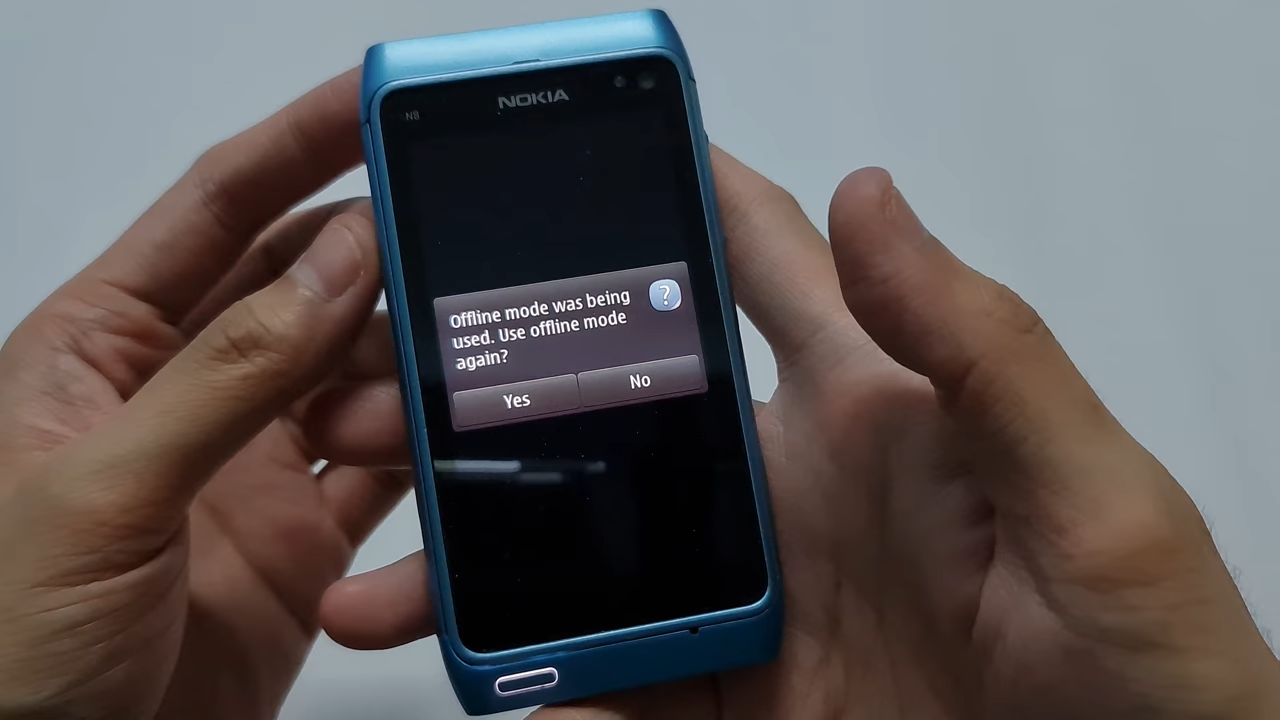 NOKIA
N8
Offline mode was being
used. Use offline mode
again?
?
Yes
No